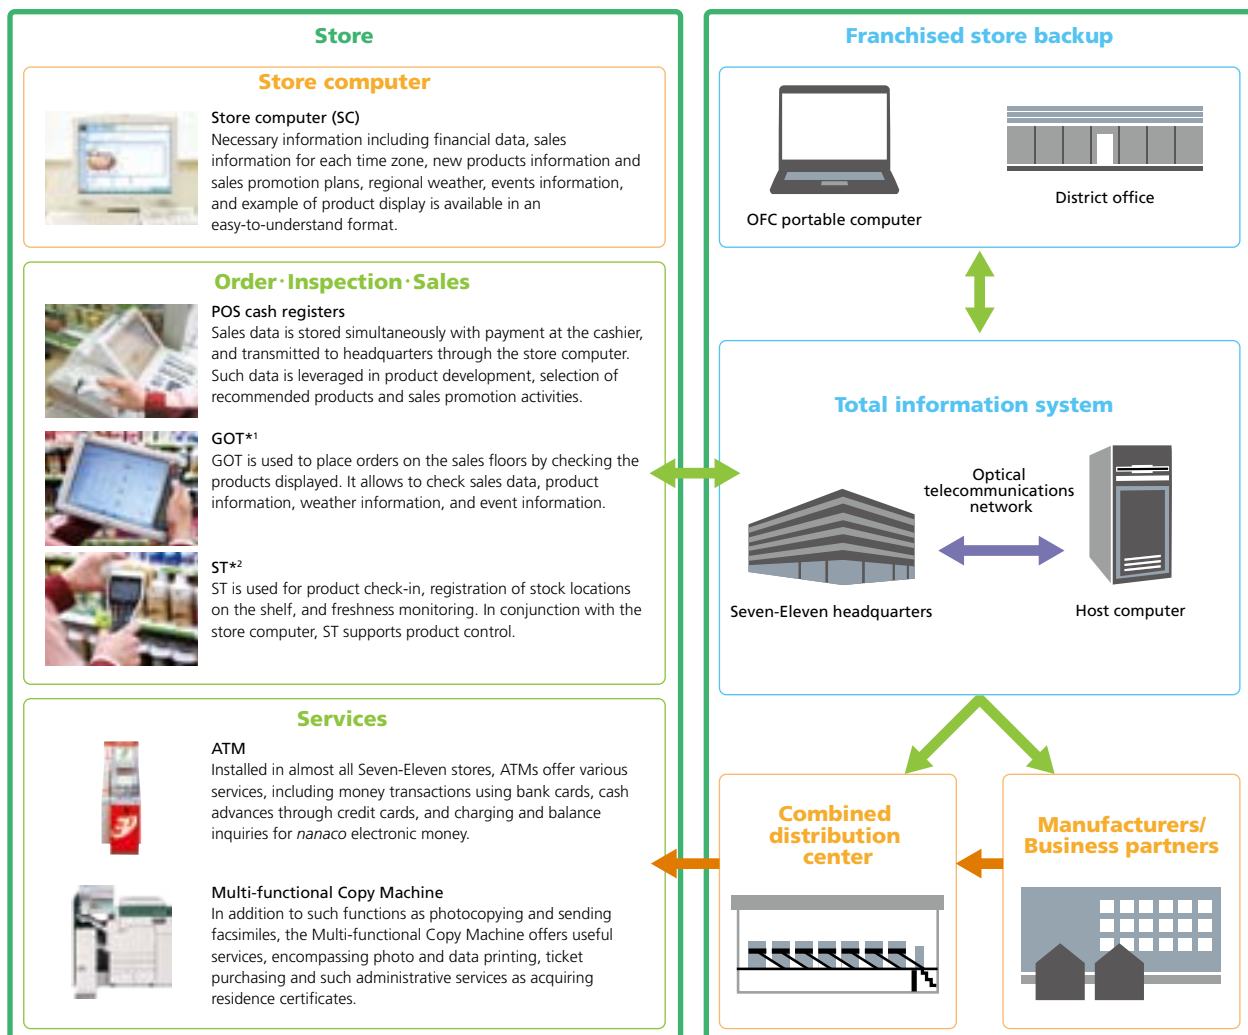 Store
Store computer
Store computer (SC)
Necessary information including financial data, sales
information for each time zone, new products information and
sales promotion plans, regional weather, events information,
and example of product display is available in an
easy-to-understand format.
Order·Inspection·Sales
POS cash registers
Sales data is stored simultaneously with payment at the cashier,
and transmitted to headquarters through the store computer.
Such data is leveraged in product development, selection of
recommended products and sales promotion activities.
GOT*1
GOT is used to place orders on the sales floors by checking the
products displayed. It allows to check sales data, product
information, weather information, and event information.
ST*2
ST is used for product check-in, registration of stock locations
on the shelf, and freshness monitoring. In conjunction with the
store computer, ST supports product control.
Services
ATM
Installed in almost all Seven-Eleven stores, ATMs offer various
services, including money transactions using bank cards, cash
advances through credit cards, and charging and balance
inquiries for nanaco electronic money.
Multi-functional Copy Machine
In addition to such functions as photocopying and sending
facsimiles, the Multi-functional Copy Machine offers useful
services, encompassing photo and data printing, ticket
purchasing and such administrative services as acquiring
residence certificates.
Franchised store backup
OFC portable computer
District office
Total information system
Optical
telecommunications
network
Seven-Eleven headquarters
Host computer
Combined
distribution
center
Manufacturers/
Business partners